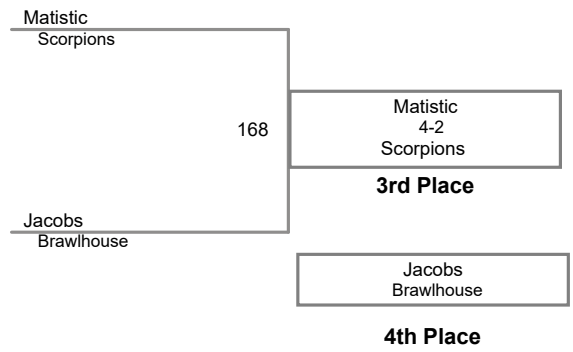 Matistic
Scorpions
168
Matistic
4-2
Scorpions
3rd Place
Jacobs
Brawlhouse
Jacobs
Brawlhouse
4th Place